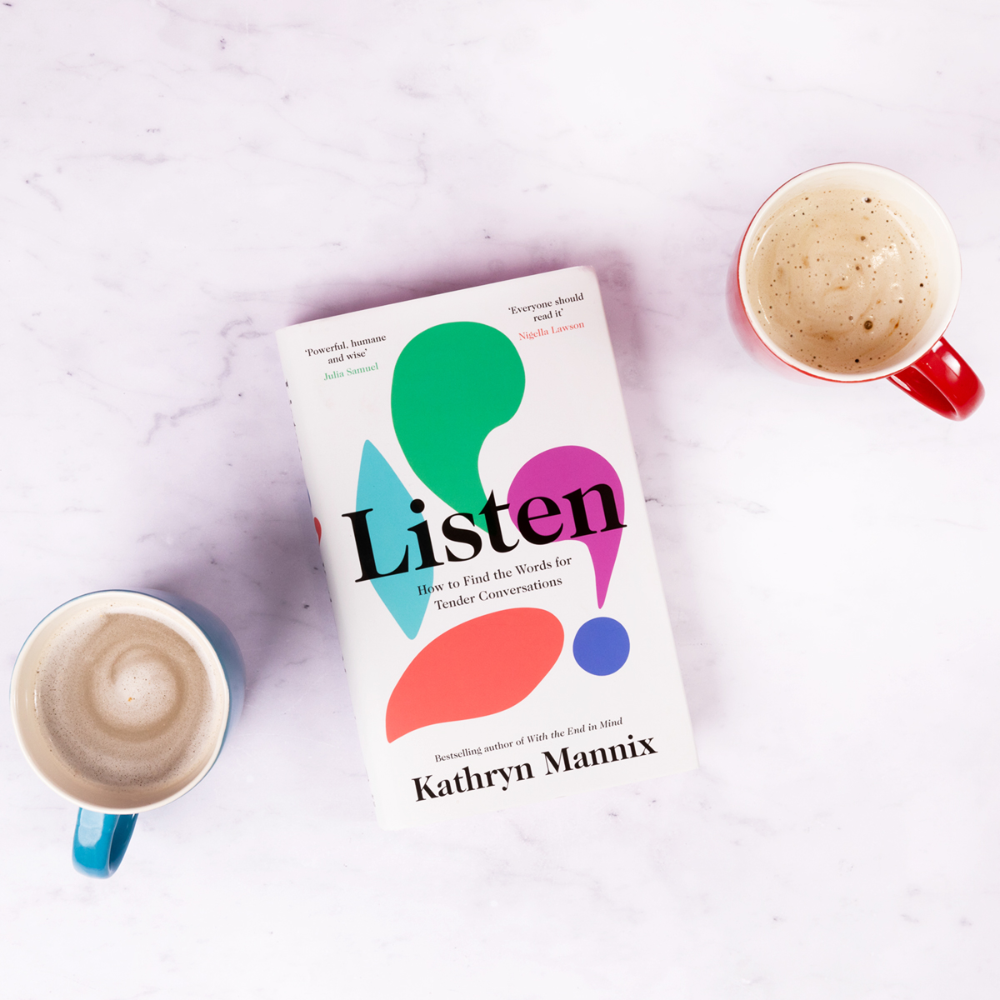 ‘Powerful, humane
and wise’
Julia Samuel
‘Everyone should
read it’
Nigella Lawson
Listen
How to Find the Words for
Tender Conversations
Bestselling author of With the End in Mind
Kathryn Mannix